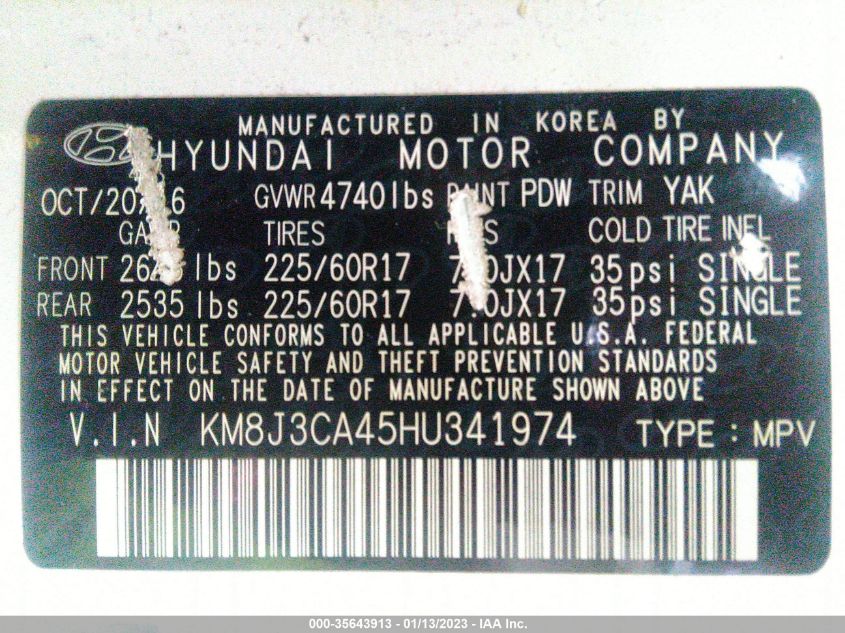 MANUFACTURED IN KOREA BY
HYUNDAI MOTOR COMPANY
GVWR 4740lbs PDW TRIM YAK
TIRES COLD TIRE INFL
FRONT lbs 225/60R17 35psi SINGLE
REAR 2535 lbs 225/60R17 35psi SINGLE
THIS VEHICLE CONFORMS TO ALL APPLICABLE U.S.A. FEDERAL
MOTOR VEHICLE SAFETY AND THEFT PREVENTION STANDARDS
IN EFFECT ON THE DATE OF MANUFACTURE SHOWN ABOVE
V.I.N KM8J3CA45HU341974 TYPE : MPV
000-35643913 - 01/13/2023 - IAA Inc.